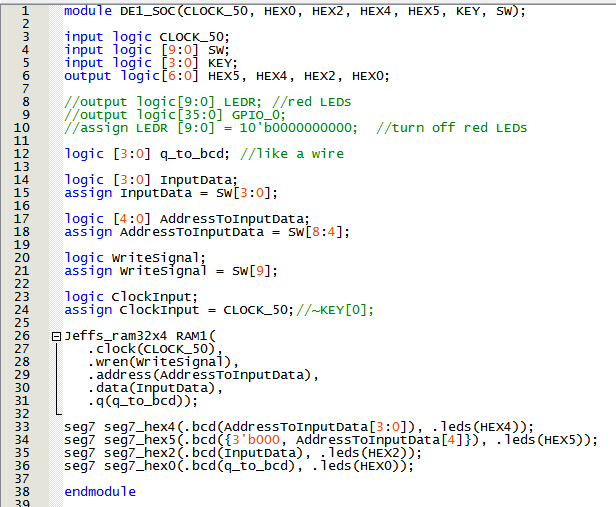 1 module DE1_SOC(CLOCK_50, HEX0, HEX2, HEX4, HEX5, KEY, SW);
2
3 input logic CLOCK_50;
4 input logic [9:0] SW;
5 input logic [3:0] KEY;
6 output logic[6:0] HEX5, HEX4, HEX2, HEX0;
7
8 //output logic[9:0] LEDR; //red LEDs
9 //output logic[35:0] GPIO_0;
10 //assign LEDR [9:0] = 10'b0000000000;  //turn off red LEDs
11
12 logic [3:0] q_to_bcd; //like a wire
13
14 logic [3:0] InputData;
15 assign InputData = SW[3:0];
16
17 logic [4:0] AddressToInputData;
18 assign AddressToInputData = SW[8:4];
19
20 logic WriteSignal;
21 assign WriteSignal = SW[9];
22
23 logic ClockInput;
24 assign ClockInput = CLOCK_50;//~KEY[0];
25
26 Jeffs_ram32x4 RAM1(
27    .clock(CLOCK_50),
28    .wren(WriteSignal),
29    .address(AddressToInputData),
30    .data(InputData),
31    .q(q_to_bcd));
32
33 seg7 seg7_hex4(.bcd(AddressToInputData[3:0]), .leds(HEX4));
34 seg7 seg7_hex5(.bcd({3'b000, AddressToInputData[4]}), .leds(HEX5));
35 seg7 seg7_hex2(.bcd(InputData), .leds(HEX2));
36 seg7 seg7_hex0(.bcd(q_to_bcd), .leds(HEX0));
37
38 endmodule
39